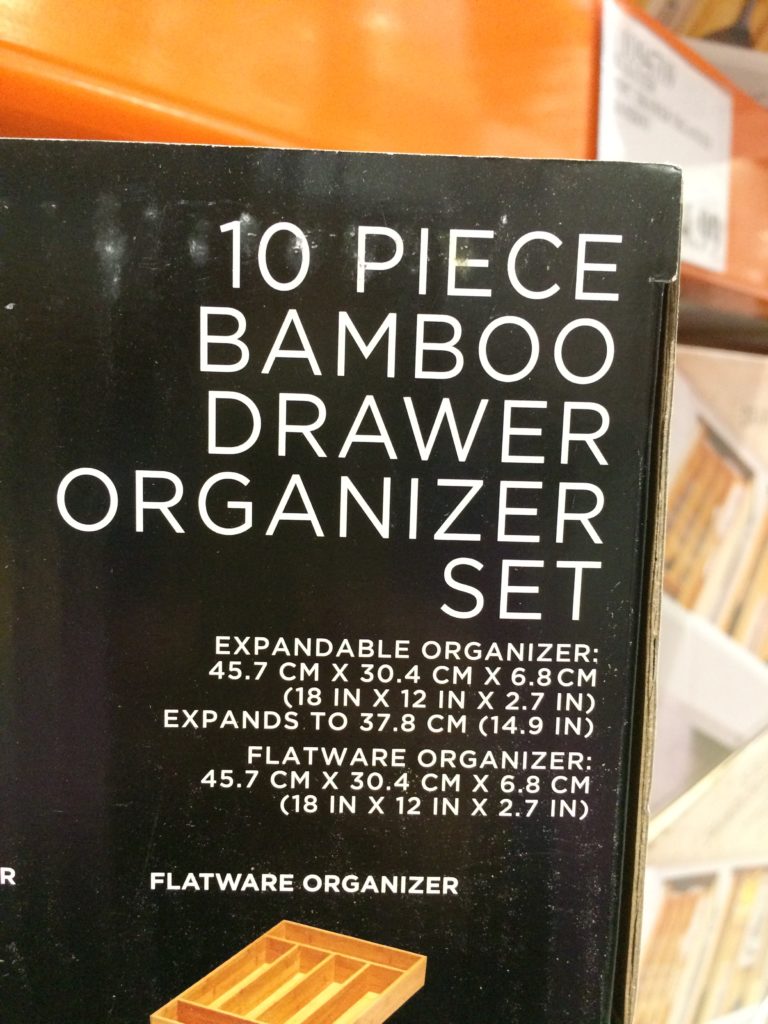 10 PIECE
BAMBOO
DRAWER
ORGANIZER
SET
EXPANDABLE ORGANIZER:
45.7 CM X 30.4 CM X 6.8 CM
(18 IN X 12 IN X 2.7 IN)
EXPANDS TO 37.8 CM (14.9 IN)
FLATWARE ORGANIZER:
45.7 CM X 30.4 CM X 6.8 CM
(18 IN X 12 IN X 2.7 IN)
R
FLATWARE ORGANIZER